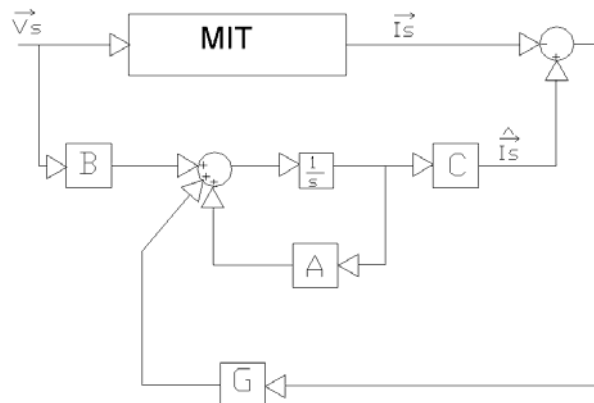 →
Vs
MIT
→
Is
-
+
B
+
+
+
1
s
C
^
→
Is
A
G